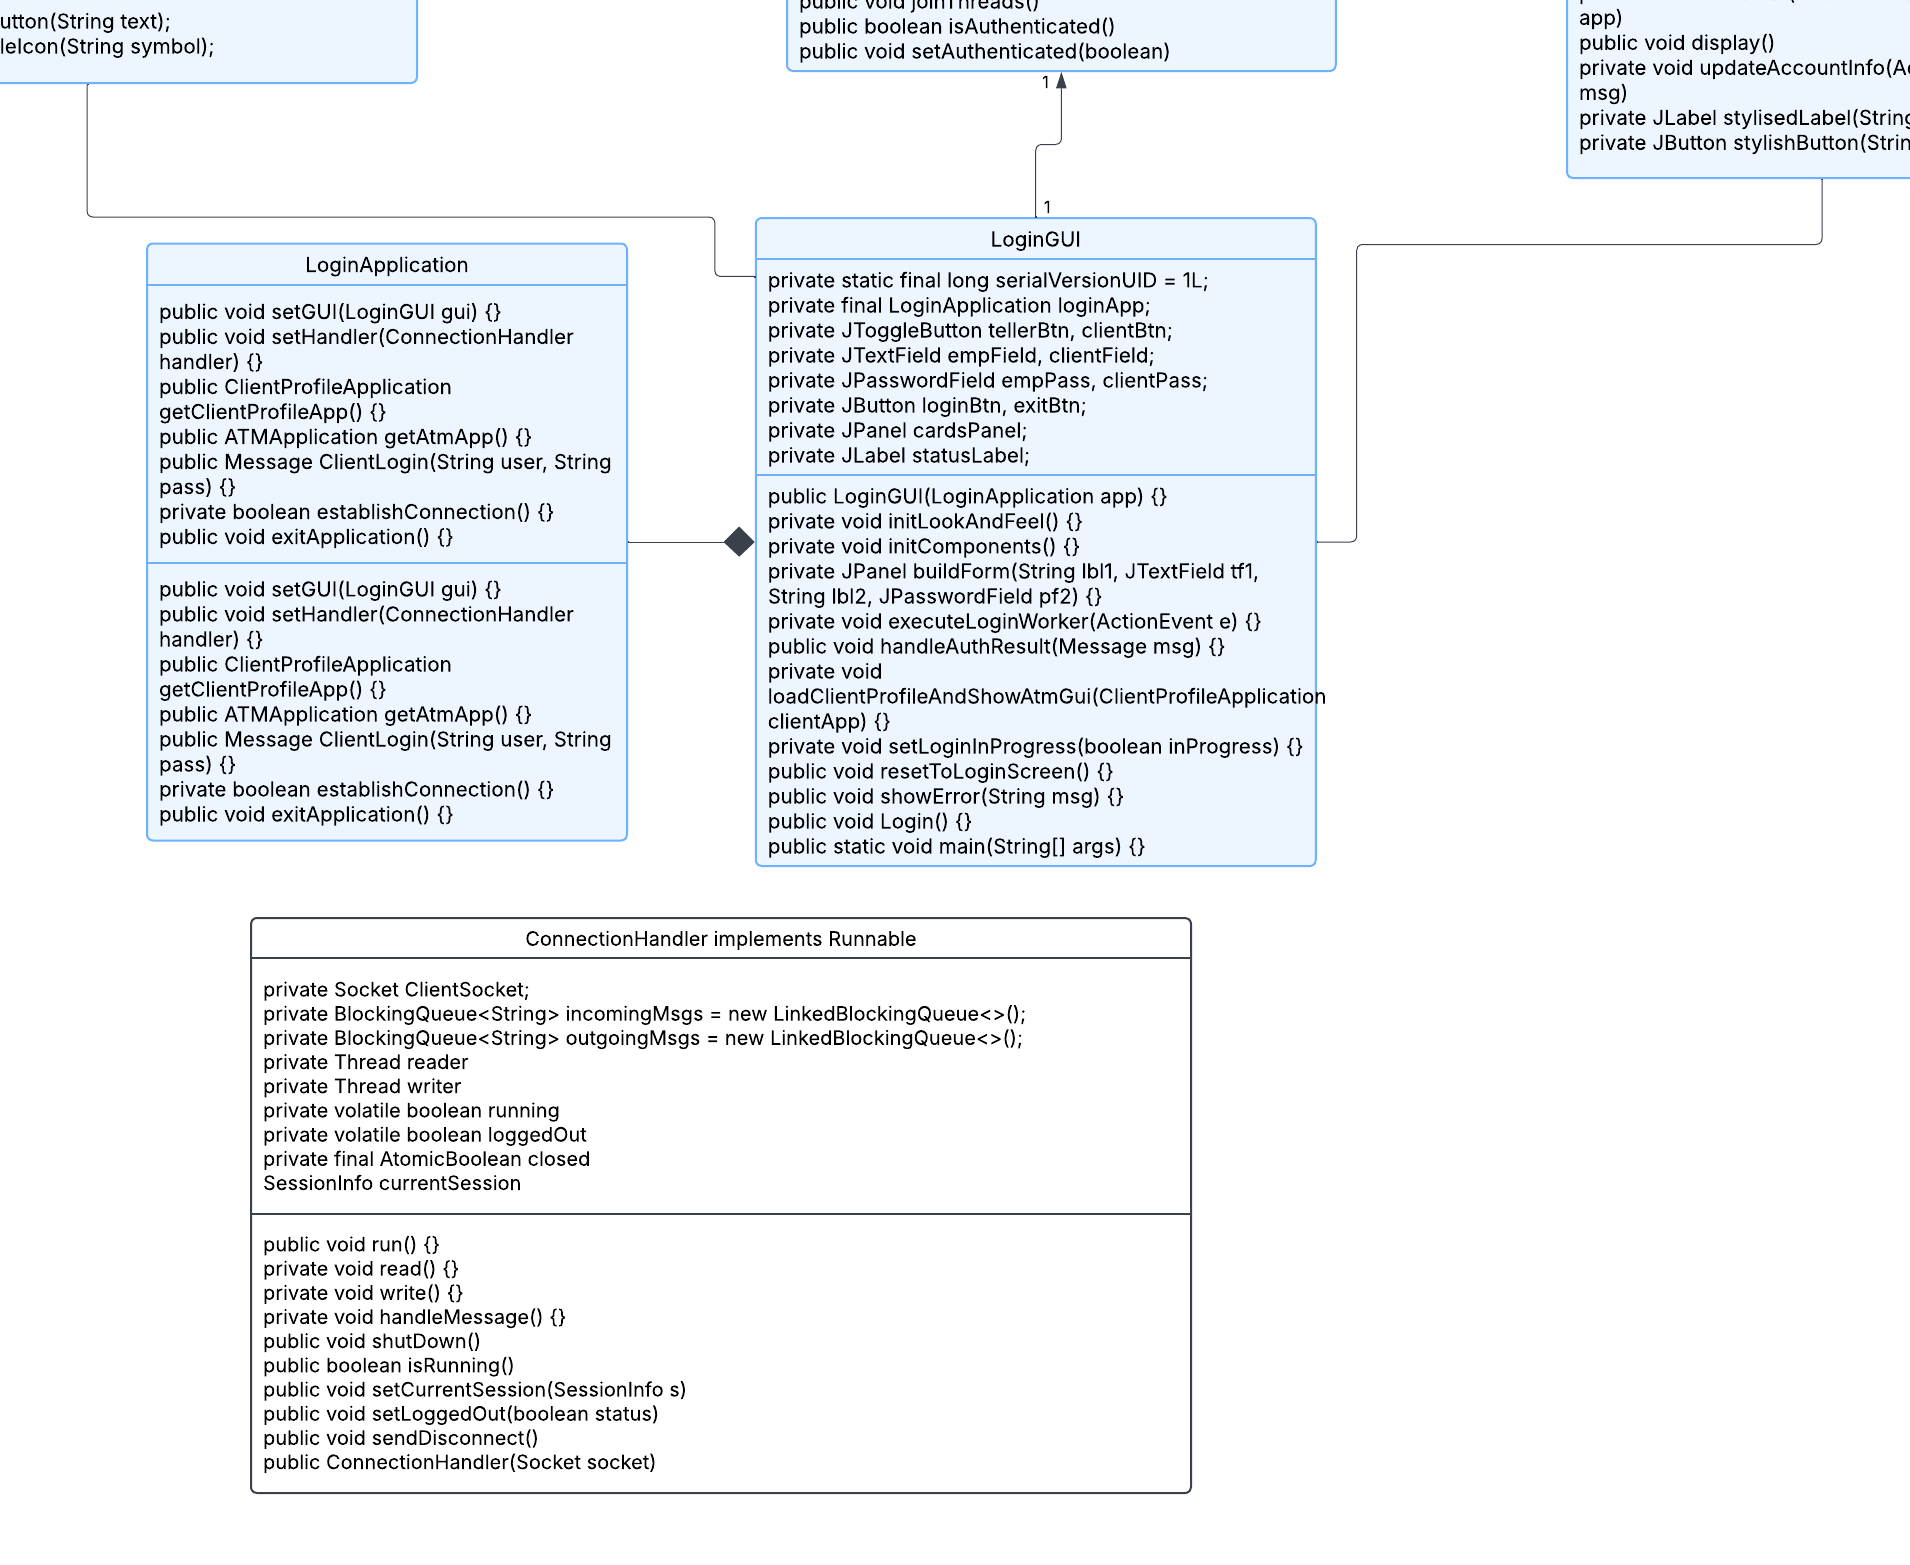 utton(String text);
leIcon(String symbol);
public void joinThreads()
public boolean isAuthenticated()
public void setAuthenticated(boolean)
1
1
app)
public void display()
private void updateAccountInfo(Ac
msg)
private JLabel stylisedLabel(String
private JButton stylishButton(Strin
LoginApplication
public void setGUI(LoginGUI gui) {}
public void setHandler(ConnectionHandler
handler) {}
public ClientProfileApplication
getClientProfileApp() {}
public ATMApplication getAtmApp() {}
public Message ClientLogin(String user, String
pass) {}
private boolean establishConnection() {}
public void exitApplication() {}
public void setGUI(LoginGUI gui) {}
public void setHandler(ConnectionHandler
handler) {}
public ClientProfileApplication
getClientProfileApp() {}
public ATMApplication getAtmApp() {}
public Message ClientLogin(String user, String
pass) {}
private boolean establishConnection() {}
public void exitApplication() {}
LoginGUI
private static final long serialVersionUID = 1L;
private final LoginApplication loginApp;
private JToggleButton tellerBtn, clientBtn;
private JTextField empField, clientField;
private JPasswordField empPass, clientPass;
private JButton loginBtn, exitBtn;
private JPanel cardsPanel;
private JLabel statusLabel;
public LoginGUI(LoginApplication app) {}
private void initLookAndFeel() {}
private void initComponents() {}
private JPanel buildForm(String lbl1, JTextField tf1,
String lbl2, JPasswordField pf2) {}
private void executeLoginWorker(ActionEvent e) {}
public void handleAuthResult(Message msg) {}
private void
loadClientProfileAndShowAtmGui(ClientProfileApplication
clientApp) {}
private void setLoginInProgress(boolean inProgress) {}
public void resetToLoginScreen() {}
public void showError(String msg) {}
public void Login() {}
public static void main(String[] args) {}
ConnectionHandler implements Runnable
private Socket ClientSocket;
private BlockingQueue<String> incomingMsgs = new LinkedBlockingQueue<>();
private BlockingQueue<String> outgoingMsgs = new LinkedBlockingQueue<>();
private Thread reader
private Thread writer
private volatile boolean running
private volatile boolean loggedOut
private final AtomicBoolean closed
SessionInfo currentSession
public void run() {}
private void read() {}
private void write() {}
private void handleMessage() {}
public void shutDown()
public boolean isRunning()
public void setCurrentSession(SessionInfo s)
public void setLoggedOut(boolean status)
public void sendDisconnect()
public ConnectionHandler(Socket socket)